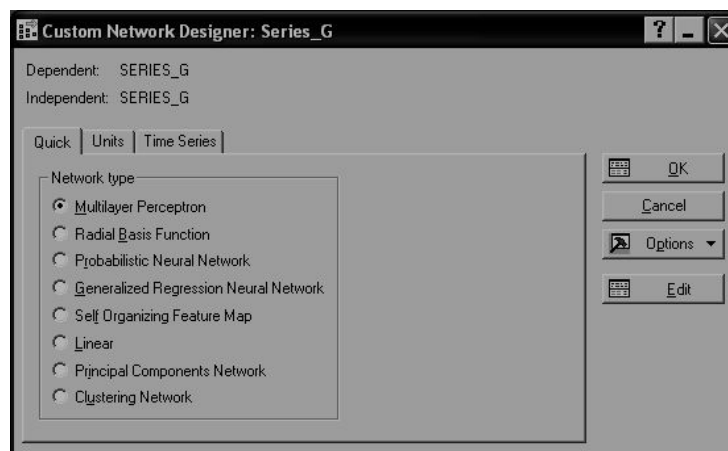 Custom Network Designer: Series_G
Dependent: SERIES_G
Independent: SERIES_G
Quick Units Time Series
Network type
Multilayer Perceptron
Radial Basis Function
Probabilistic Neural Network
Generalized Regression Neural Network
Self Organizing Feature Map
Linear
Principal Components Network
Clustering Network
OK
Cancel
Options
Edit